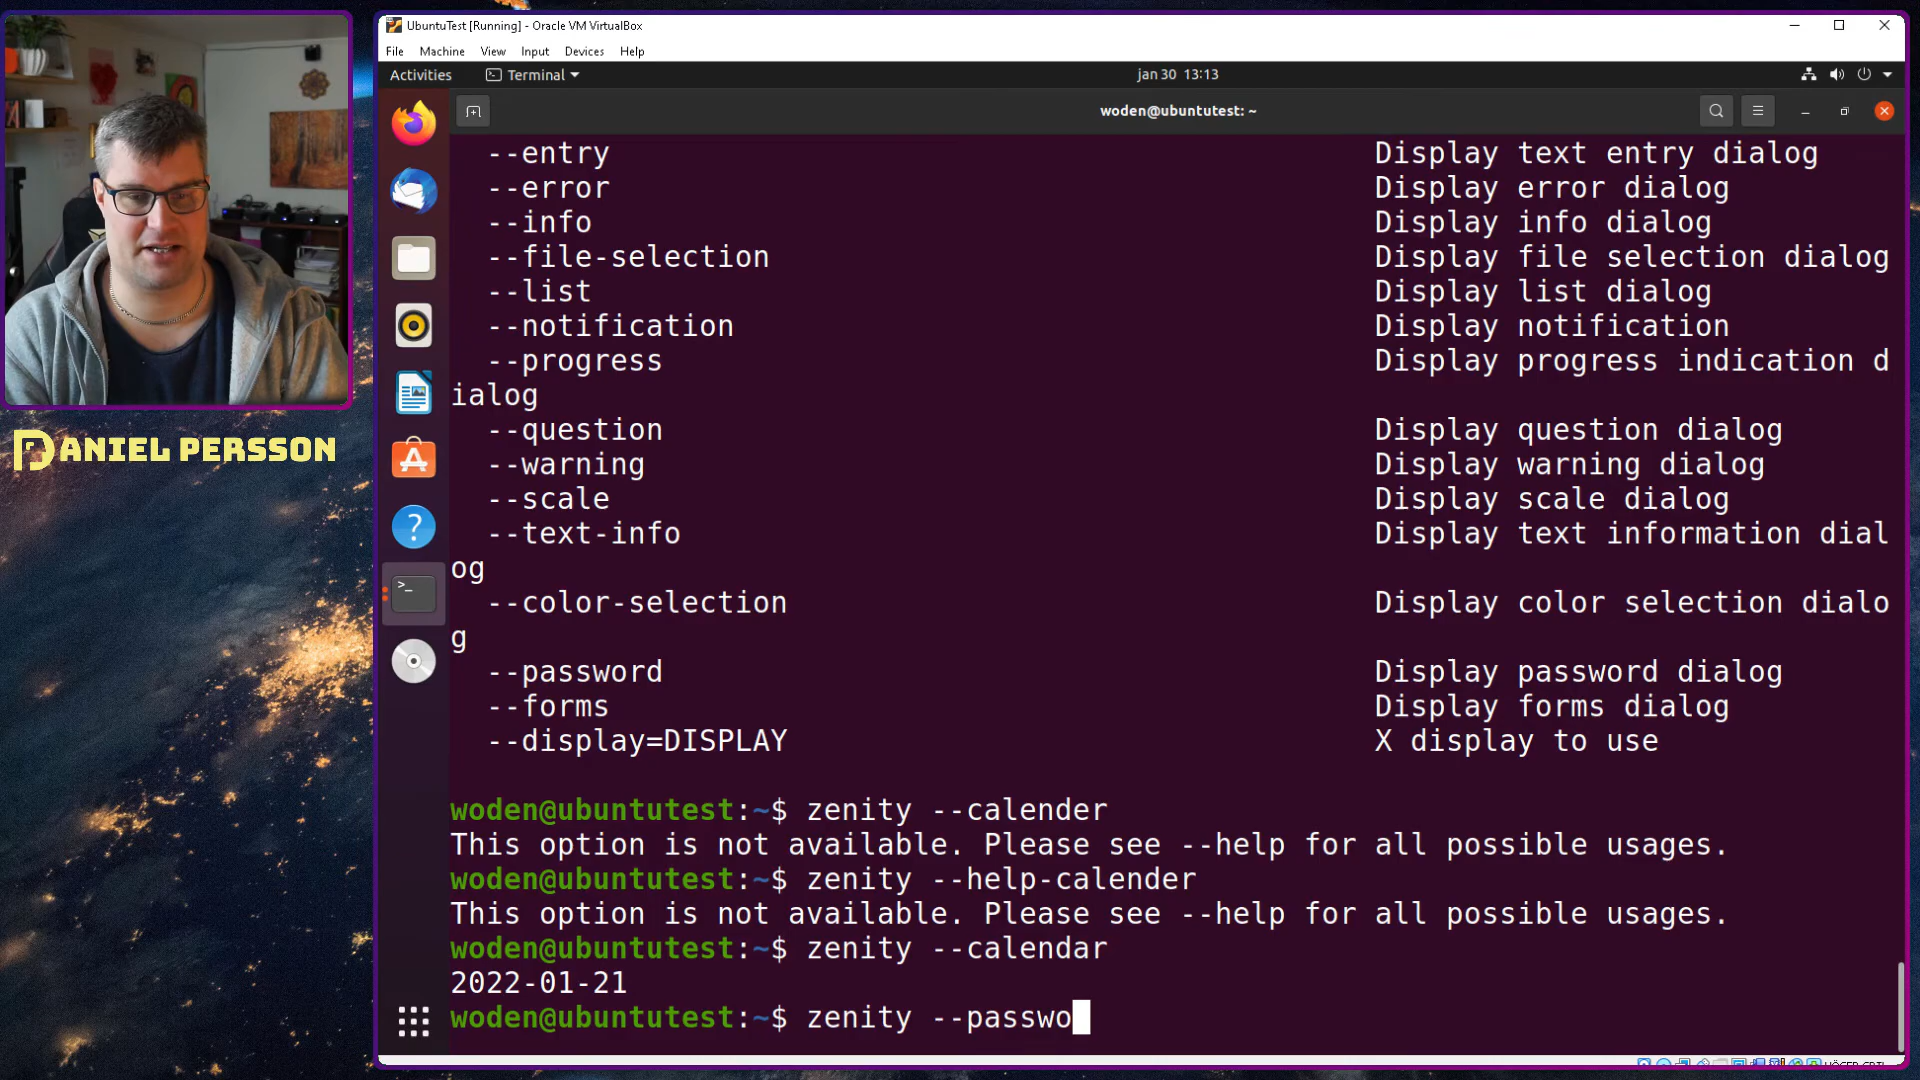 UbuntuTest [Running] - Oracle VM VirtualBox
File Machine View Input Devices Help
Activities Terminal jan 30 13:13
woden@ubuntutest: ~
--entry Display text entry dialog
--error Display error dialog
--info Display info dialog
--file-selection Display file selection dialog
--list Display list dialog
--notification Display notification
--progress Display progress indication d
ialog
--question Display question dialog
--warning Display warning dialog
--scale Display scale dialog
--text-info Display text information dial
og
--color-selection Display color selection dialo
g
--password Display password dialog
--forms Display forms dialog
--display=DISPLAY X display to use
woden@ubuntutest:~$ zenity --calender
This option is not available. Please see --help for all possible usages.
woden@ubuntutest:~$ zenity --help-calender
This option is not available. Please see --help for all possible usages.
woden@ubuntutest:~$ zenity --calendar
2022-01-21
woden@ubuntutest:~$ zenity --passwo
DANIEL PERSSON